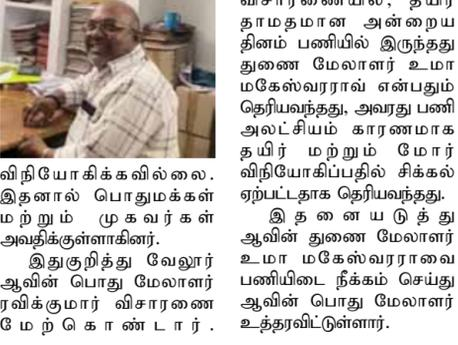 விநியோகிக்கவில்லை.
இதனால் பொதுமக்கள்
மற்றும் முகவர்கள்
அவதிக்குள்ளாகினர்.
இதுகுறித்து வேலூர்
ஆவின் பொது மேலாளர்
ரவிக்குமார் விசாரணை
மேற்கொண்டார்.
விசாரணையில், தயிர்
தாமதமான அன்றைய
தினம் பணியில் இருந்தது
துணை மேலாளர் உமா
மகேஸ்வரராவ் என்பதும்
தெரியவந்தது, அவரது பணி
அலட்சியம் காரணமாக
தயிர் மற்றும் மோர்
விநியோகிப்பதில் சிக்கல்
ஏற்பட்டதாக தெரியவந்தது.
இதனையடுத்து
ஆவின் துணை மேலாளர்
உமா மகேஸ்வரராவை
பணியிடை நீக்கம் செய்து
ஆவின் பொது மேலாளர்
உத்தரவிட்டுள்ளார்.